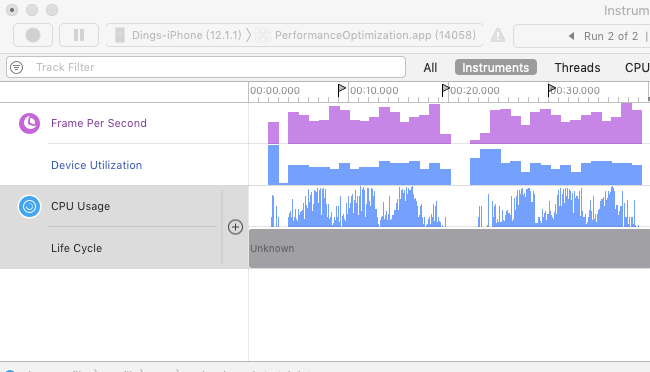 Instrum
Dings-iPhone (12.1.1) PerformanceOptimization.app (14058) Run 2 of 2 |
Track Filter All Instruments Threads CPU
00:00.000 00:10.000 00:20.000 00:30.000
Frame Per Second
Device Utilization
CPU Usage
Life Cycle
Unknown